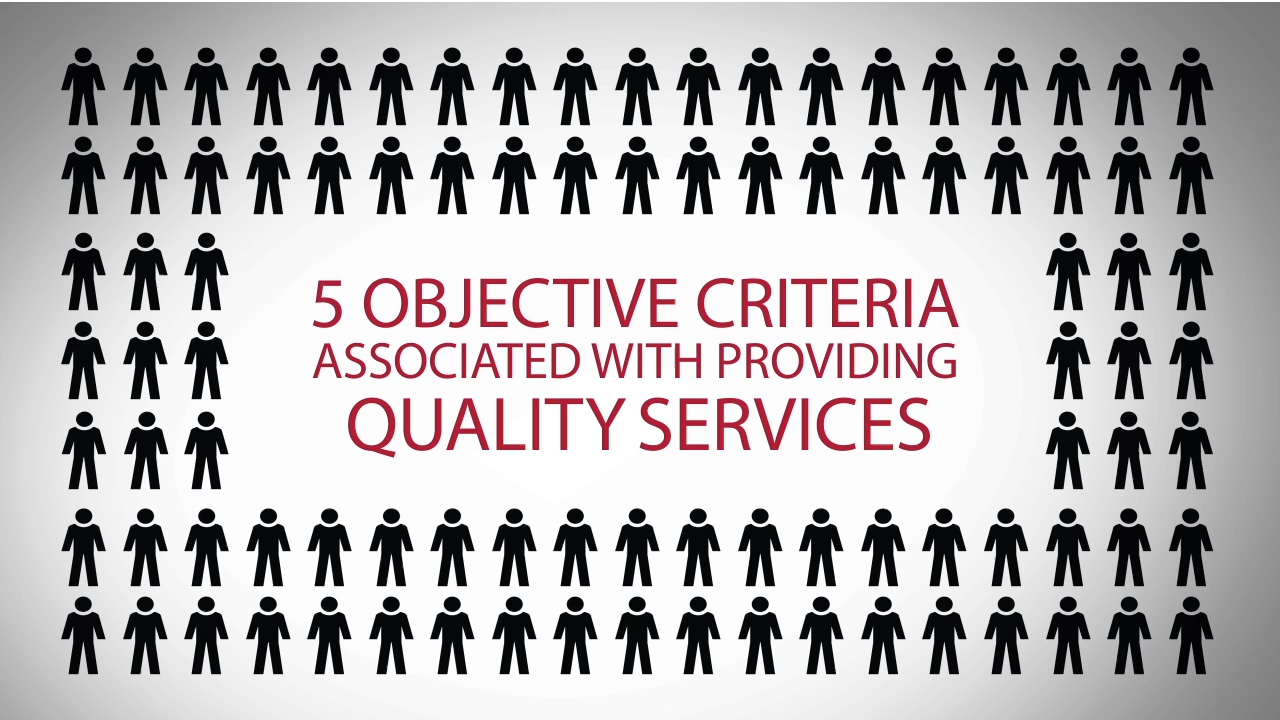 5 OBJECTIVE CRITERIA
ASSOCIATED WITH PROVIDING
QUALITY SERVICES